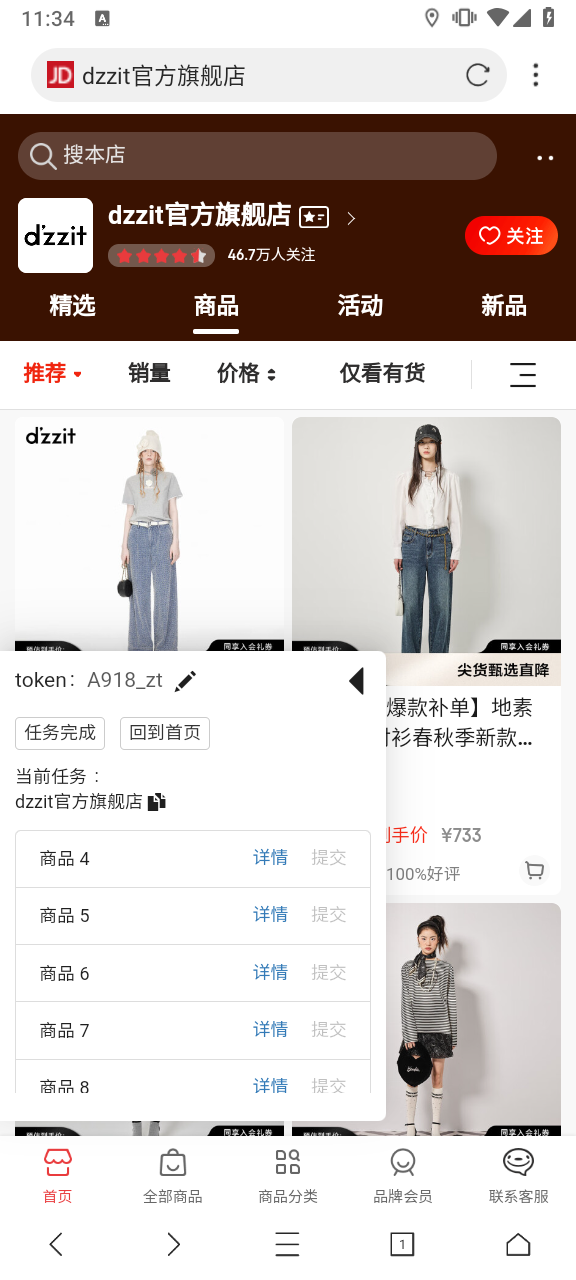 11:34
A
JD dzzit官方旗舰店
搜本店
d'zzit
dzzit官方旗舰店
46.7万人关注
关注
精选 商品 活动 新品
推荐 销量 价格 仅看有货
d'zzit
同享入会礼券
同享入会礼券
尖货甄选直降
token: A918_zt
任务完成 回到首页
当前任务：
dzzit官方旗舰店
商品 4 详情 提交
商品 5 详情 提交
商品 6 详情 提交
商品 7 详情 提交
商品 8 详情 提交
爆款补单】地素
衬衫春秋季新款...
到手价 ¥733
100%好评
同享入会礼券
同享入会礼券
首页 全部商品 商品分类 品牌会员 联系客服
1